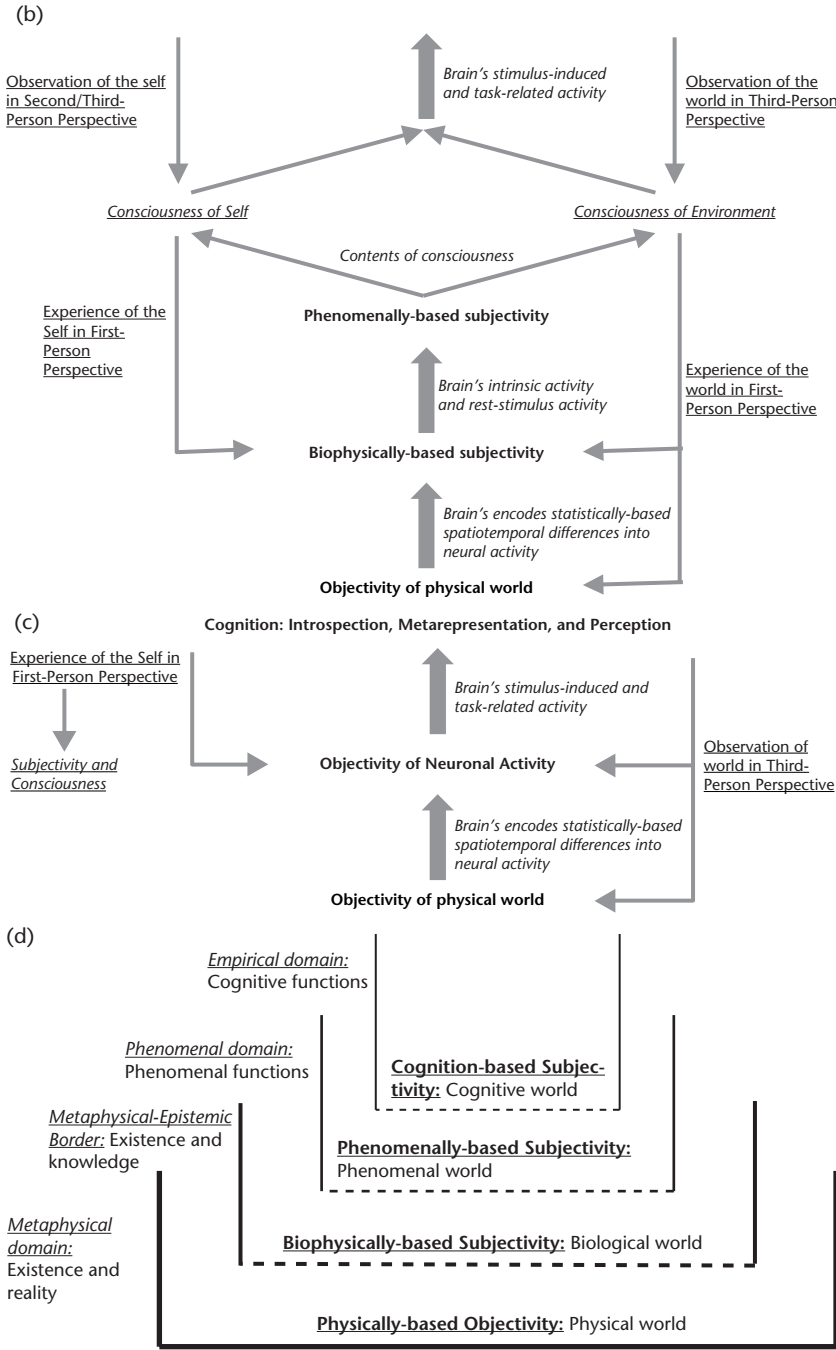 (b)
Observation of the self
in Second/Third-
Person Perspective
Brain's stimulus-induced
and task-related activity
Observation of the
world in Third-Person
Perspective
Consciousness of Self
Consciousness of Environment
Contents of consciousness
Phenomenally-based subjectivity
Experience of the
Self in First-
Person
Perspective
Brain's intrinsic activity
and rest-stimulus activity
Experience of the
world in First-
Person Perspective
Biophysically-based subjectivity
Brain's encodes statistically-based
spatiotemporal differences into
neural activity
Objectivity of physical world
(c)
Cognition: Introspection, Metarepresentation, and Perception
Experience of the Self in
First-Person Perspective
Brain's stimulus-induced and
task-related activity
Subjectivity and
Consciousness
Objectivity of Neuronal Activity
Observation of
world in Third-
Person Perspective
Brain's encodes statistically-based
spatiotemporal differences into
neural activity
Objectivity of physical world
(d)
Empirical domain:
Cognitive functions
Phenomenal domain:
Phenomenal functions
Cognition-based Subjec-
tivity: Cognitive world
Metaphysical-Epistemic
Border: Existence and
knowledge
Phenomenally-based Subjectivity:
Phenomenal world
Metaphysical
domain:
Existence and
reality
Biophysically-based Subjectivity: Biological world
Physically-based Objectivity: Physical world